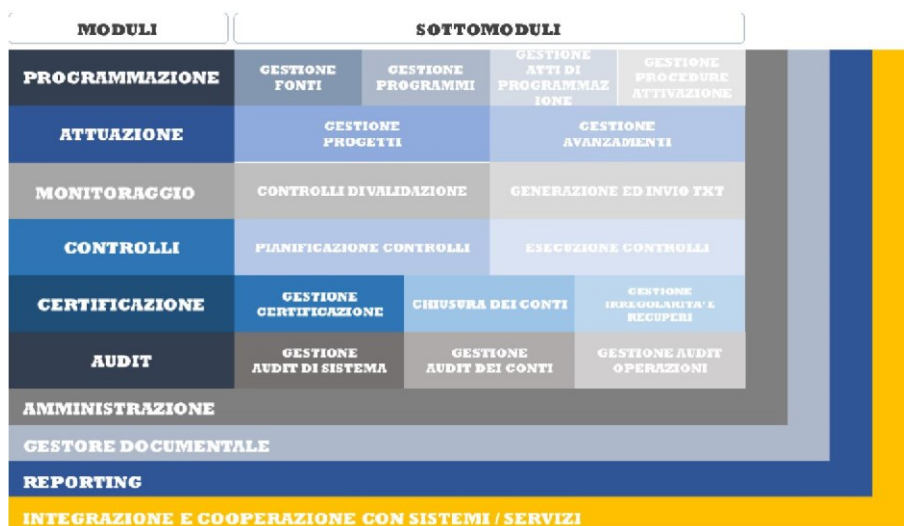 MODULI
SOTTOMODULI
PROGRAMMAZIONE
GESTIONE
FONTI
GESTIONE
PROGRAMMI
GESTIONE
ATTI DI
PROGRAMMAZ
IONE
GESTIONE
PROCEDURE
ATTIVAZIONE
ATTUAZIONE
GESTIONE
PROGETTI
GESTIONE
AVANZAMENTI
MONITORAGGIO
CONTROLLI DI VALIDAZIONE
GENERAZIONE ED INVIO TXT
CONTROLLI
PIANIFICAZIONE CONTROLLI
ESECUZIONE CONTROLLI
CERTIFICAZIONE
GESTIONE
CERTIFICAZIONE
CHIUSURA DEI CONTI
GESTIONE
IRREGOLARITA' E
RECUPERI
AUDIT
GESTIONE
AUDIT DI SISTEMA
GESTIONE
AUDIT DEI CONTI
GESTIONE AUDIT
OPERAZIONI
AMMINISTRAZIONE
GESTORE DOCUMENTALE
REPORTING
INTEGRAZIONE E COOPERAZIONE CON SISTEMI / SERVIZI